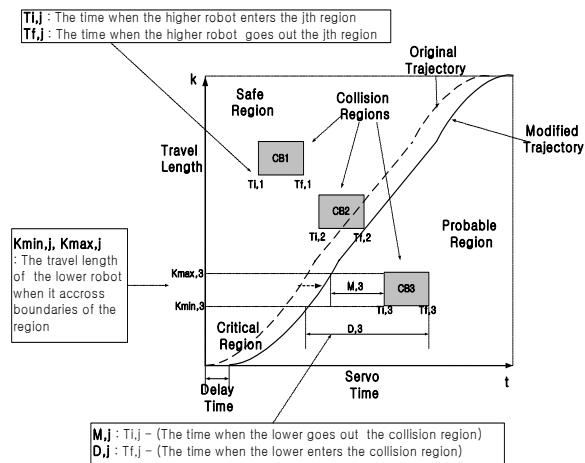 Ti,j : The time when the higher robot enters the jth region
Tf,j : The time when the higher robot goes out the jth region
k
Original
Trajectory
Safe
Region
Collision
Regions
Modified
Trajectory
Travel
Length
CB1
Ti,1 Tf,1
CB2
Ti,2 Tf,2
Probable
Region
Kmin,j, Kmax,j
: The travel length
of the lower robot
when it accross
boundaries of the
region
Kmax,3
Kmin,3
M,3
CB3
Ti,3 Tf,3
D,3
Critical
Region
Delay
Time
Servo
Time
t
M,j : Ti,j - (The time when the lower goes out the collision region)
D,j : Tf,j - (The time when the lower enters the collision region)